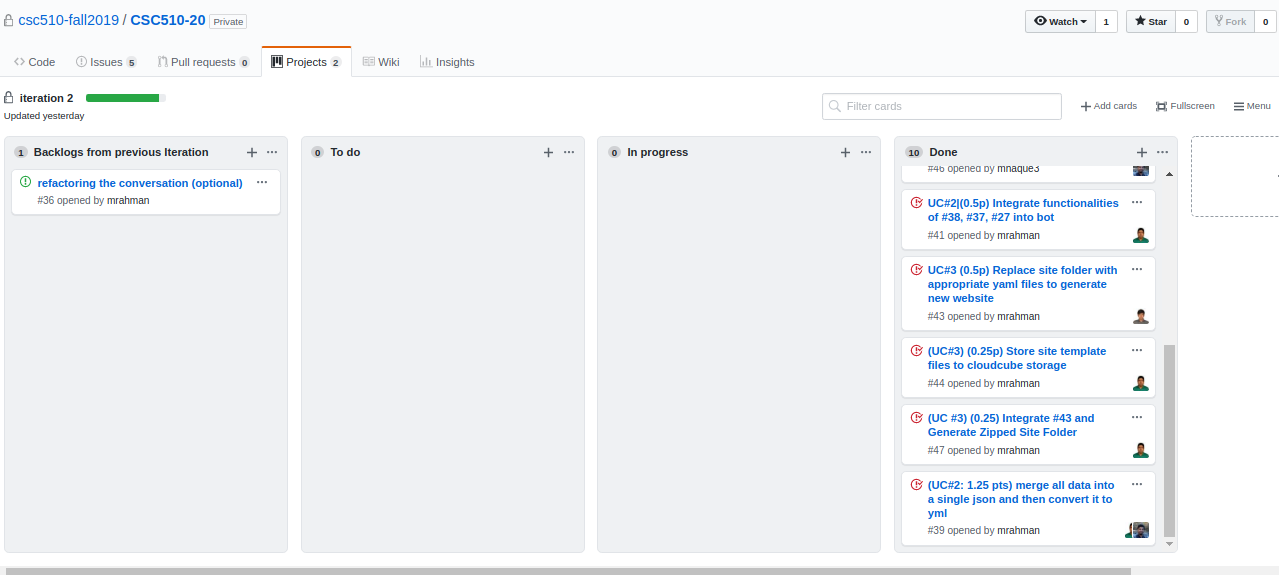 csc510-fall2019 / CSC510-20 Private
Watch 1 Star 0 Fork 0
Code Issues 5 Pull requests 0 Projects 2 Wiki Insights
iteration 2
Updated yesterday
Filter cards
Add cards Fullscreen Menu
1 Backlogs from previous Iteration
refactoring the conversation (optional)
#36 opened by mrahman
0 To do
0 In progress
10 Done
#46 opened by mhaque3
UC#2|(0.5p) Integrate functionalities
of #38, #37, #27 into bot
#41 opened by mrahman
UC#3 (0.5p) Replace site folder with
appropriate yaml files to generate
new website
#43 opened by mrahman
(UC#3) (0.25p) Store site template
files to cloudcube storage
#44 opened by mrahman
(UC #3) (0.25) Integrate #43 and
Generate Zipped Site Folder
#47 opened by mrahman
(UC#2: 1.25 pts) merge all data into
a single json and then convert it to
yml
#39 opened by mrahman